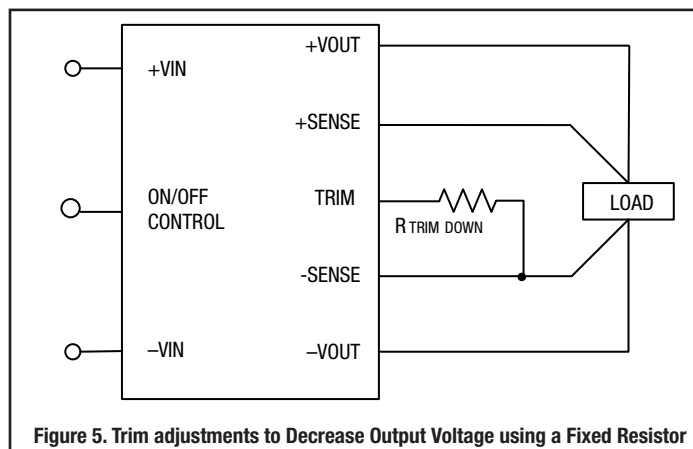 +VOUT
+VIN
+SENSE
ON/OFF
CONTROL
TRIM
R TRIM DOWN
LOAD
-SENSE
–VIN
–VOUT
Figure 5. Trim adjustments to Decrease Output Voltage using a Fixed Resistor